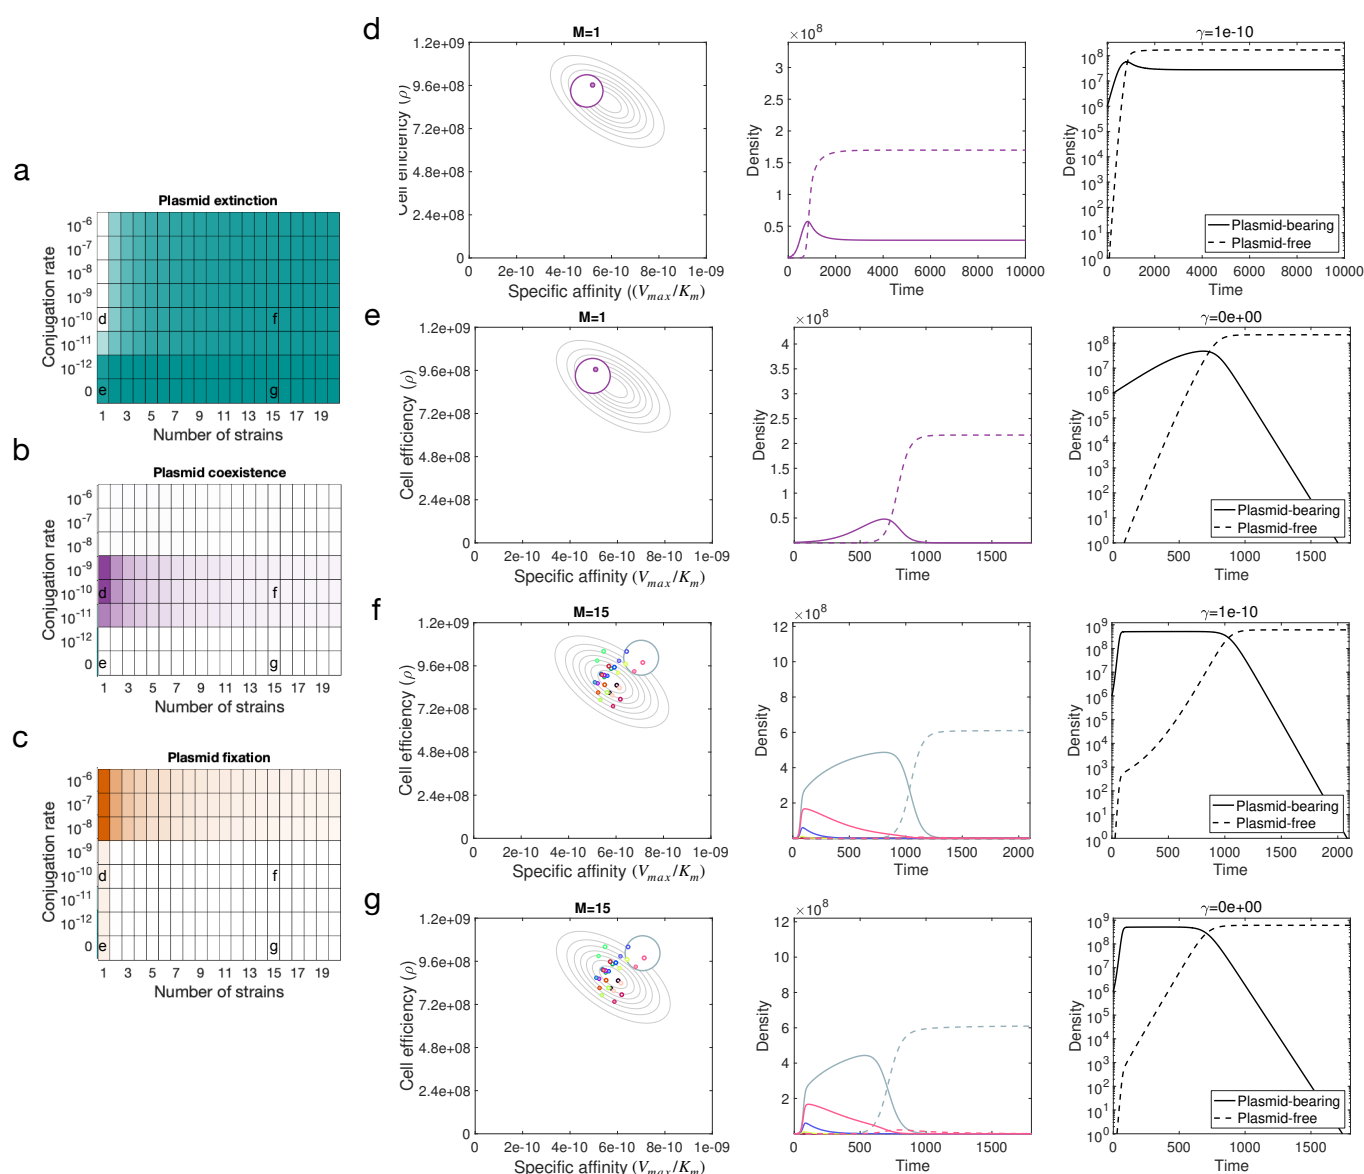 a
Plasmid extinction
Conjugation rate
10^-6
10^-7
10^-8
10^-9
10^-10
10^-11
10^-12
0
d
f
e
g
1 3 5 7 9 11 13 15 17 19
Number of strains
b
Plasmid coexistence
Conjugation rate
10^-6
10^-7
10^-8
10^-9
10^-10
10^-11
10^-12
0
d
f
e
g
1 3 5 7 9 11 13 15 17 19
Number of strains
c
Plasmid fixation
Conjugation rate
10^-6
10^-7
10^-8
10^-9
10^-10
10^-11
10^-12
0
d
f
e
g
1 3 5 7 9 11 13 15 17 19
Number of strains
d
M=1
Cell efficiency (ρ)
1.2e+09
9.6e+08
7.2e+08
4.8e+08
2.4e+08
0
0 2e-10 4e-10 6e-10 8e-10 1e-09
Specific affinity ((V_max/K_m)
×10^8
Density
3
2.5
2
1.5
1
0.5
0 2000 4000 6000 8000 10000
Time
γ=1e-10
Density
10^8
10^7
10^6
10^5
10^4
10^3
10^2
10^1
10^0
Plasmid-bearing
Plasmid-free
0 2000 4000 6000 8000 10000
Time
e
M=1
Cell efficiency (ρ)
1.2e+09
9.6e+08
7.2e+08
4.8e+08
2.4e+08
0
0 2e-10 4e-10 6e-10 8e-10 1e-09
Specific affinity (V_max/K_m)
×10^8
Density
4
3.5
3
2.5
2
1.5
1
0.5
0 500 1000 1500
Time
γ=0e+00
Density
10^8
10^7
10^6
10^5
10^4
10^3
10^2
10^1
10^0
Plasmid-bearing
Plasmid-free
0 500 1000 1500
Time
f
M=15
Cell efficiency (ρ)
1.2e+09
9.6e+08
7.2e+08
4.8e+08
2.4e+08
0
0 2e-10 4e-10 6e-10 8e-10 1e-09
Specific affinity (V_max/K_m)
×10^8
Density
12
10
8
6
4
2
0 500 1000 1500 2000
Time
γ=1e-10
Density
10^9
10^8
10^7
10^6
10^5
10^4
10^3
10^2
10^1
10^0
Plasmid-bearing
Plasmid-free
0 500 1000 1500 2000
Time
g
M=15
Cell efficiency (ρ)
1.2e+09
9.6e+08
7.2e+08
4.8e+08
2.4e+08
0
0 2e-10 4e-10 6e-10 8e-10 1e-09
Specific affinity (V_max/K_m)
×10^8
Density
12
10
8
6
4
2
0 500 1000 1500
Time
γ=0e+00
Density
10^9
10^8
10^7
10^6
10^5
10^4
10^3
10^2
10^1
10^0
Plasmid-bearing
Plasmid-free
0 500 1000 1500
Time